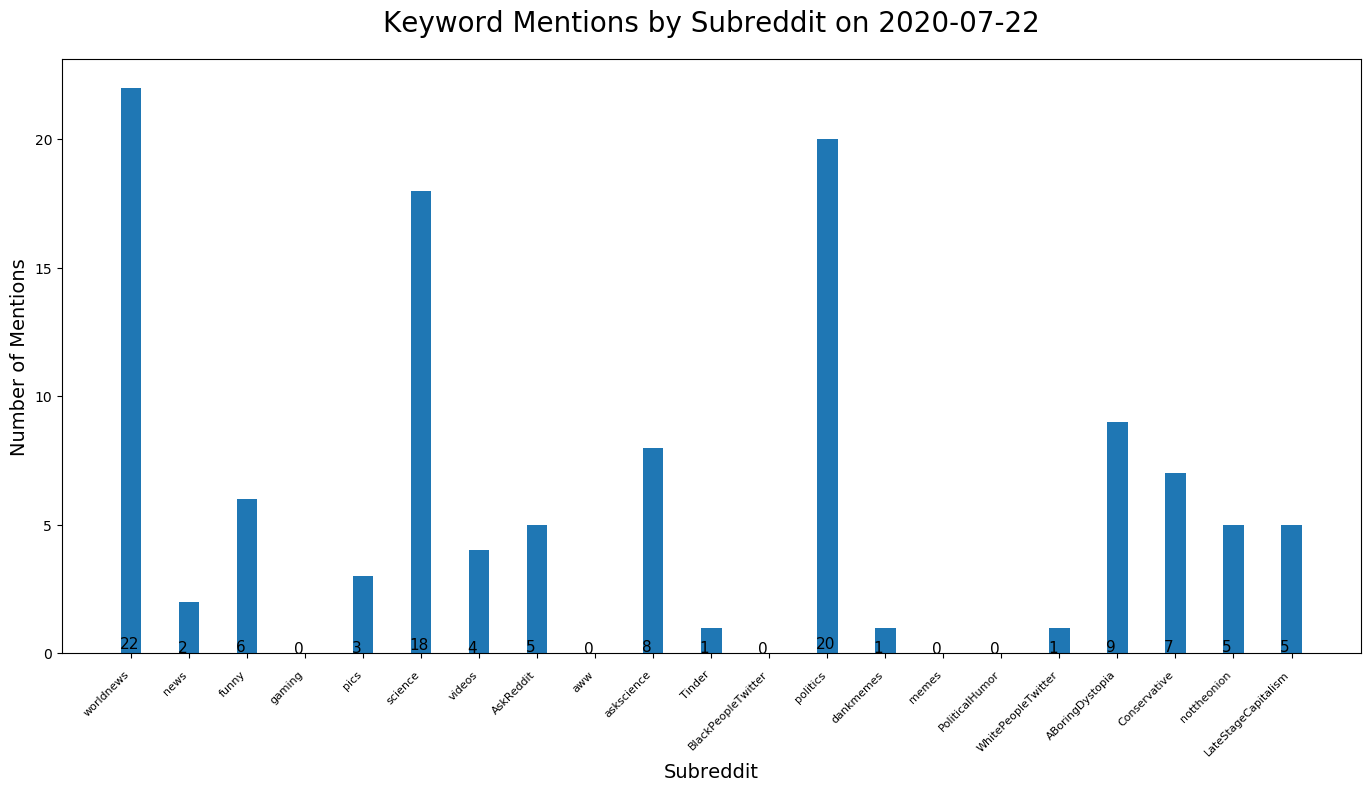 Keyword Mentions by Subreddit on 2020-07-22
Number of Mentions
20
15
10
5
0
22 2 6 0 3 18 4 5 0 8 1 0 20 1 0 0 1 9 7 5 5
worldnews news funny gaming pics science videos AskReddit aww askscience Tinder BlackPeopleTwitter politics dankmemes memes PoliticalHumor WhitePeopleTwitter ABoringDystopia Conservative nottheonion LateStageCapitalism
Subreddit